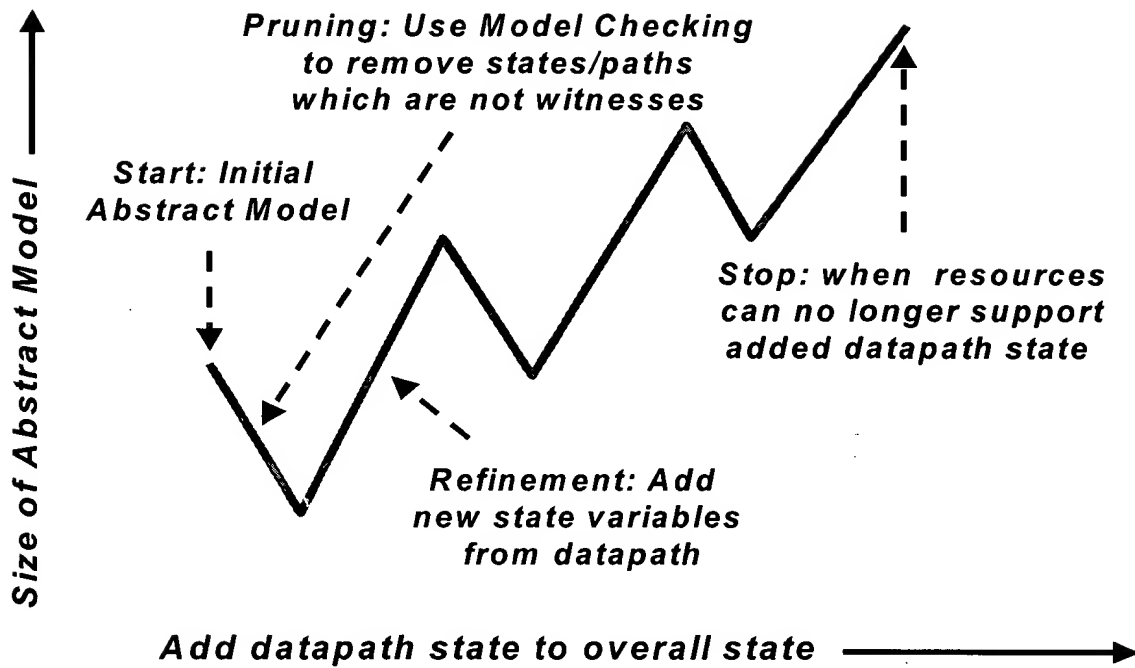 Pruning: Use Model Checking
to remove states/paths
which are not witnesses
Start: Initial
Abstract Model
Stop: when resources
can no longer support
added datapath state
Refinement: Add
new state variables
from datapath
Size of Abstract Model
Add datapath state to overall state